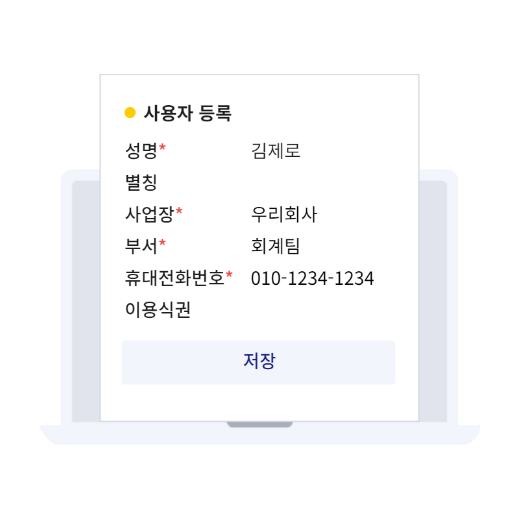 사용자 등록
성명* 김제로
별칭
사업장* 우리회사
부서* 회계팀
휴대전화번호* 010-1234-1234
이용식권
저장